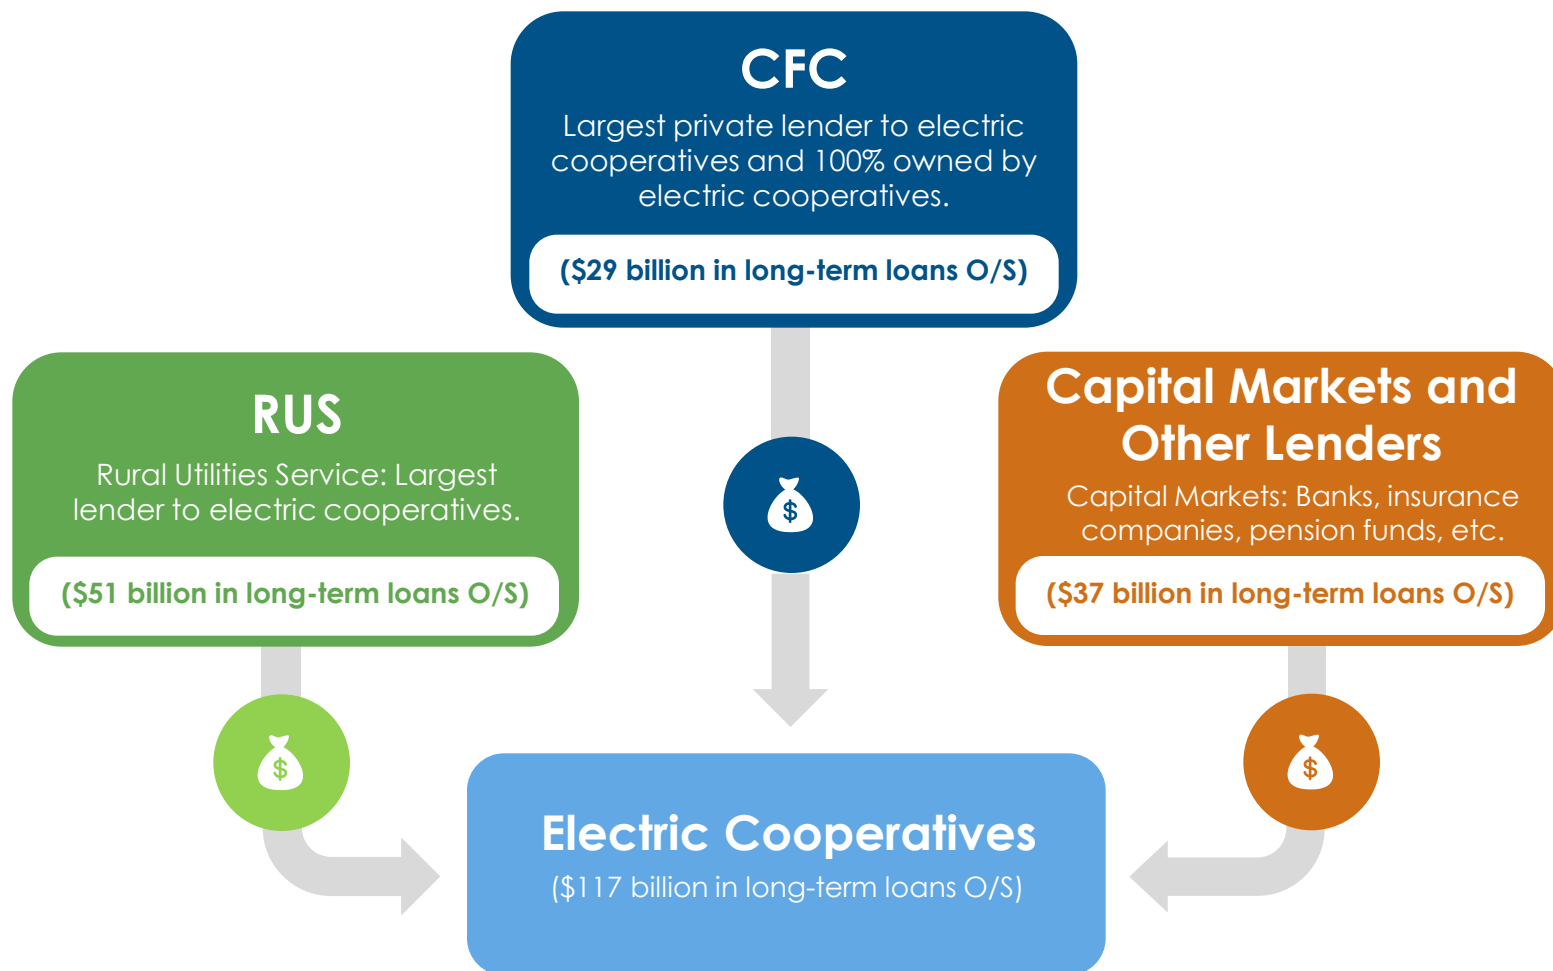 CFC
Largest private lender to electric
cooperatives and 100% owned by
electric cooperatives.
($29 billion in long-term loans O/S)
RUS
Rural Utilities Service: Largest
lender to electric cooperatives.
($51 billion in long-term loans O/S)
Capital Markets and
Other Lenders
Capital Markets: Banks, insurance
companies, pension funds, etc.
($37 billion in long-term loans O/S)
$
$
$
Electric Cooperatives
($117 billion in long-term loans O/S)